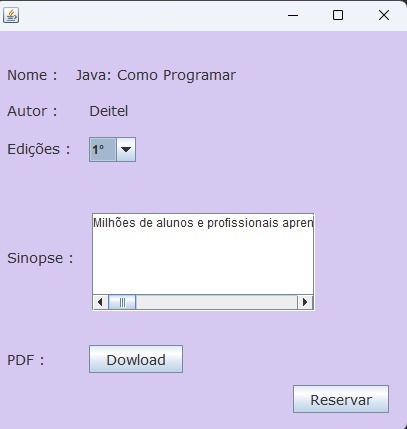 Nome : Java: Como Programar
Autor : Deitel
Edições : 1°
Milhões de alunos e profissionais apren
Sinopse :
PDF : Dowload
Reservar